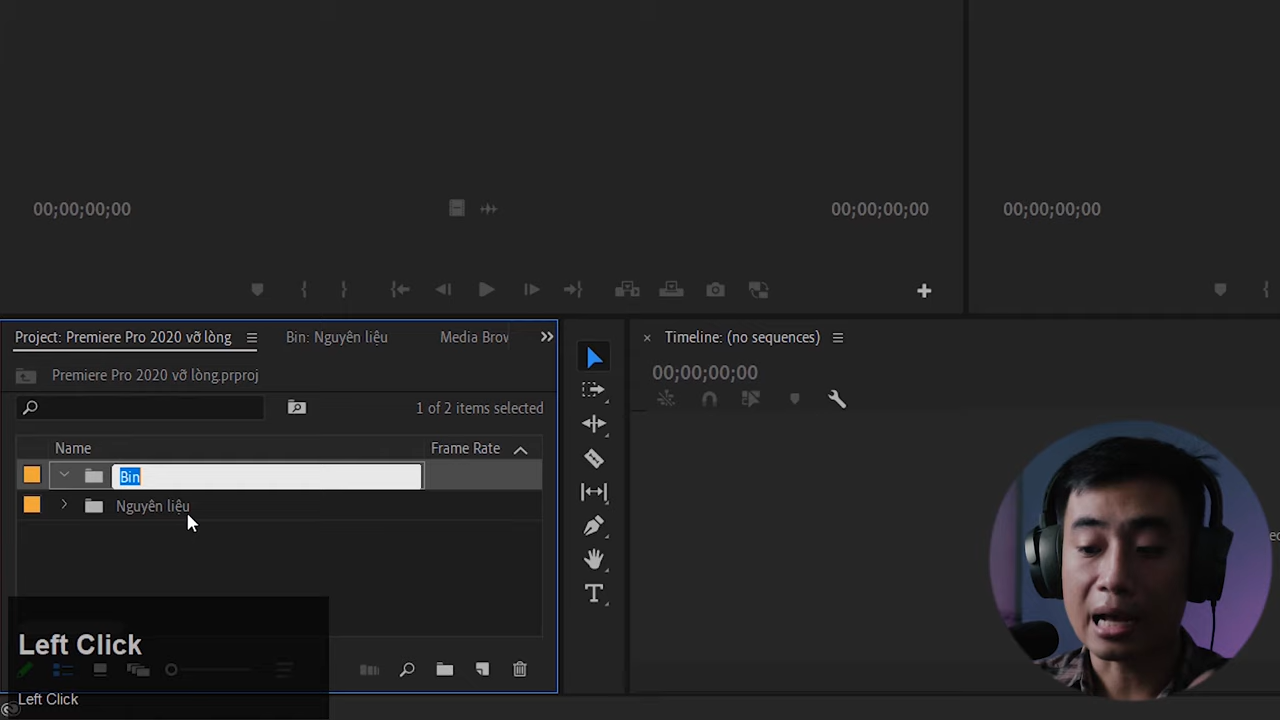 00;00;00;00
00;00;00;00
00;00;00;00
Project: Premiere Pro 2020 vỡ lòng
Bin: Nguyên liệu
Media Brov
Timeline: (no sequences)
Premiere Pro 2020 vỡ lòng.prproj
00;00;00;00
1 of 2 items selected
Name
Frame Rate
Bin
Nguyên liệu
Left Click
Left Click